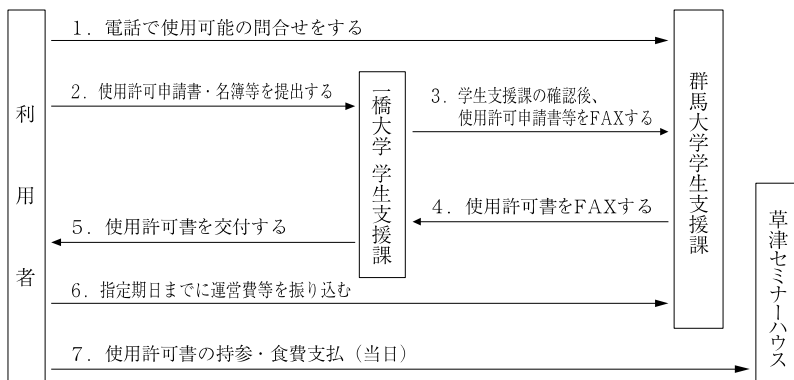 1．電話で使用可能の問合せをする
2．使用許可申請書・名簿等を提出する
3．学生支援課の確認後、
使用許可申請書等をFAXする
4．使用許可書をFAXする
5．使用許可書を交付する
6．指定期日までに運営費等を振り込む
7．使用許可書の持参・食費支払（当日）
利用者
一橋大学 学生支援課
群馬大学学生支援課
草津セミナーハウス